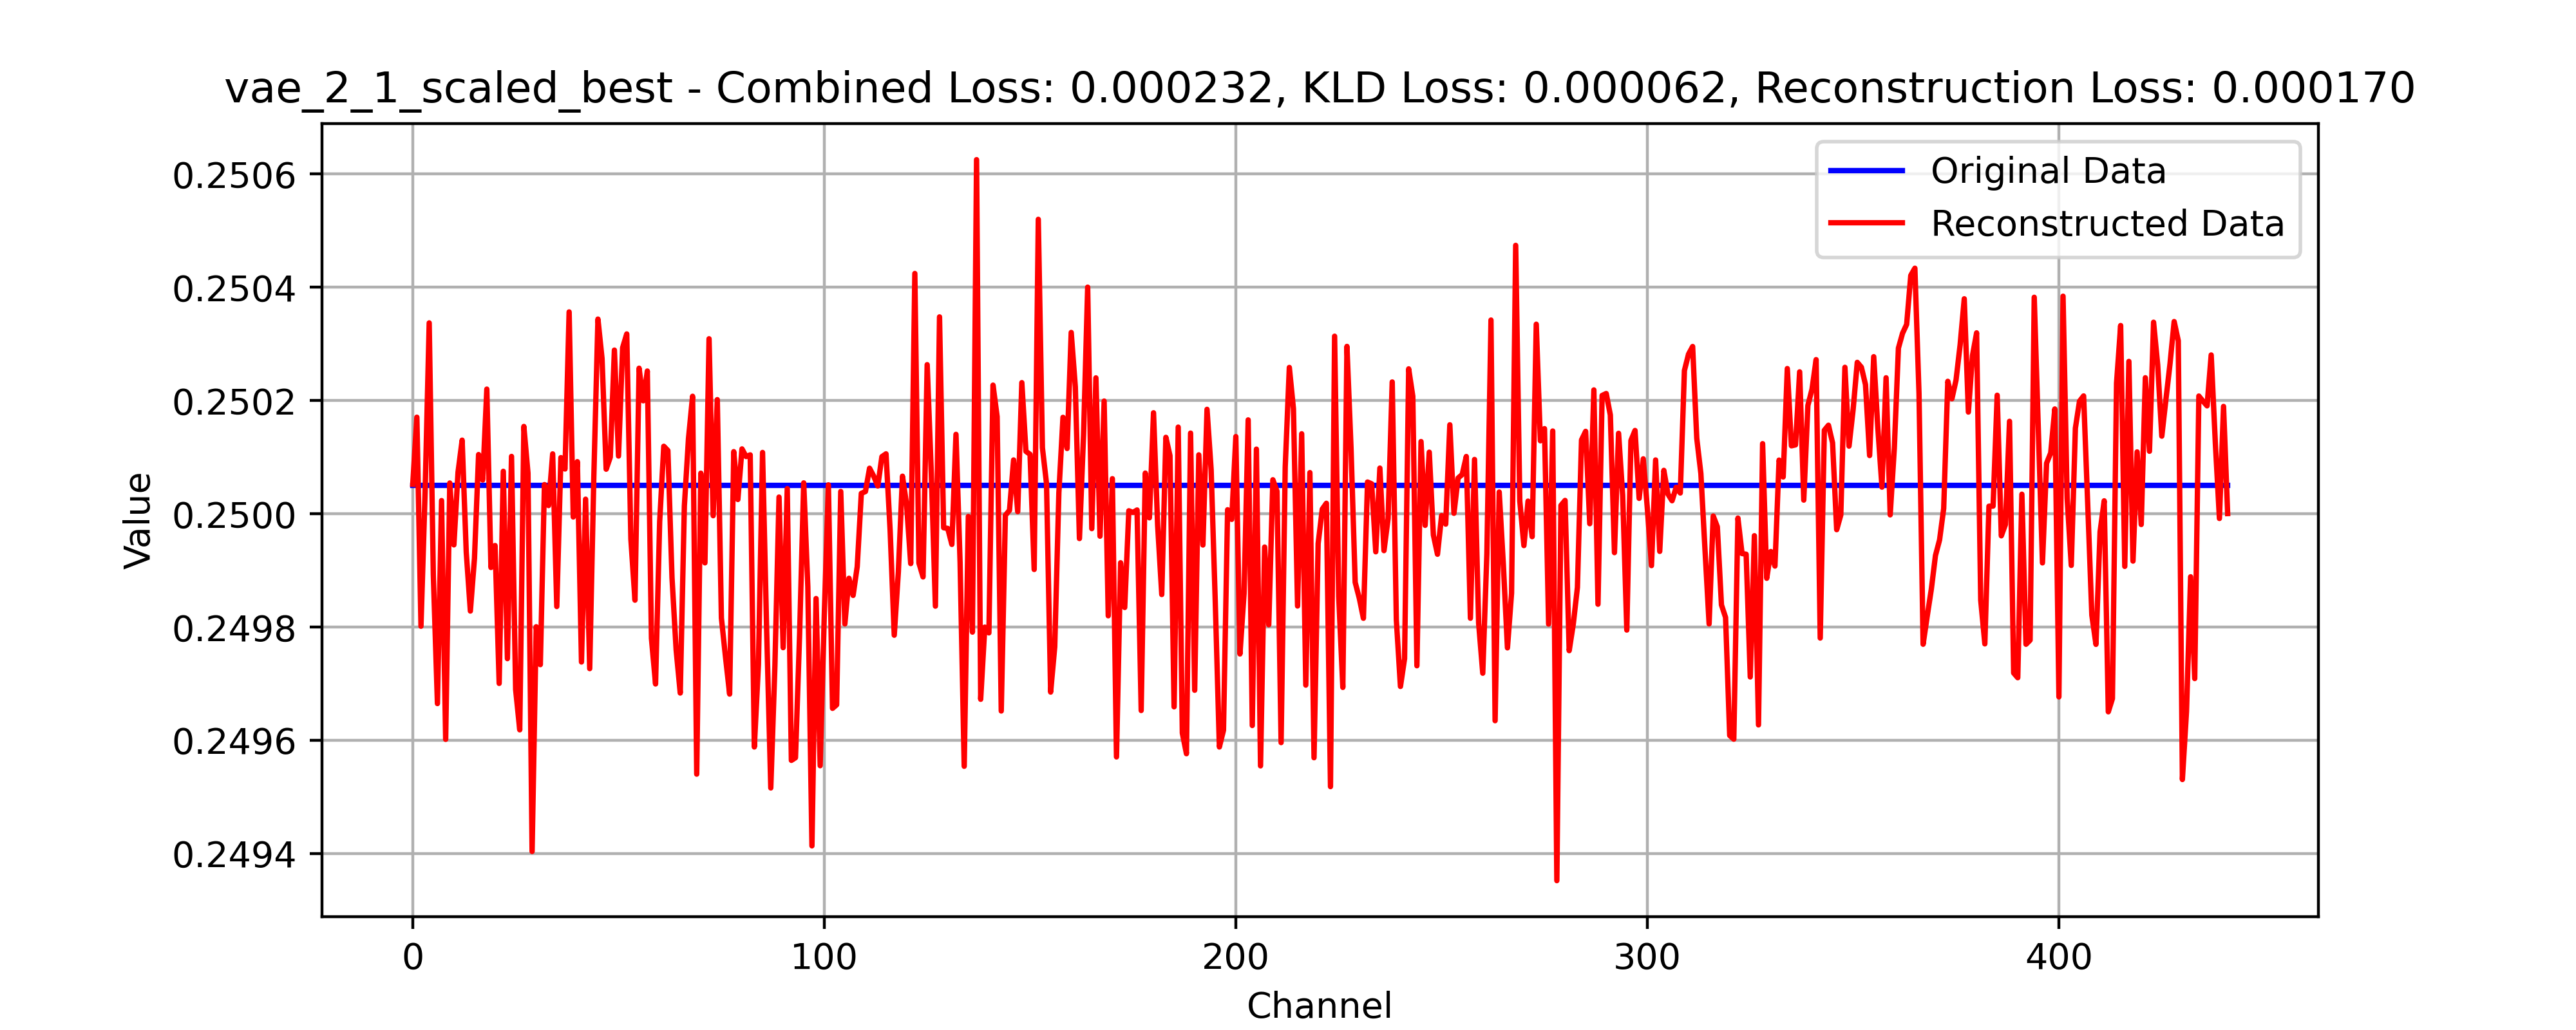 vae_2_1_scaled_best - Combined Loss: 0.000232, KLD Loss: 0.000062, Reconstruction Loss: 0.000170
Original Data
Reconstructed Data
0.2506
0.2504
0.2502
0.2500
0.2498
0.2496
0.2494
Value
0 100 200 300 400
Channel